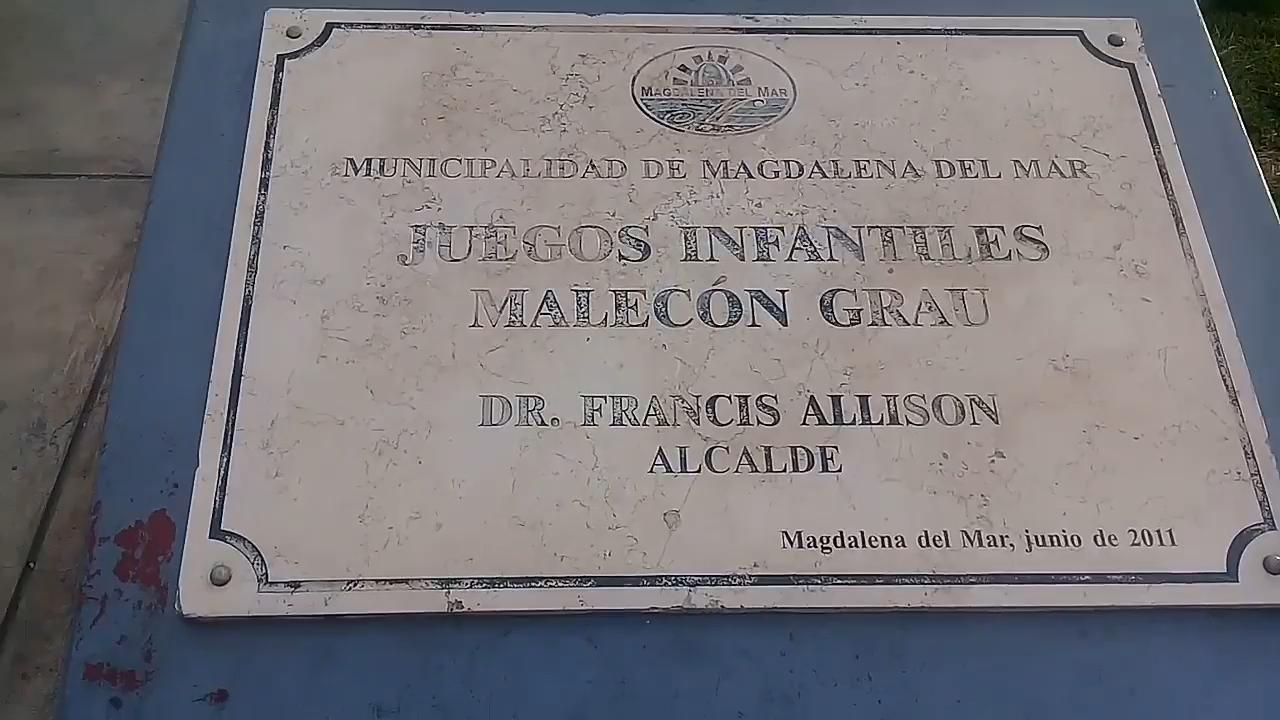 MAGDALENA DEL MAR
MUNICIPALIDAD DE MAGDALENA DEL MAR
JUEGOS INFANTILES
MALECÓN GRAU
DR. FRANCIS ALLISON
ALCALDE
Magdalena del Mar, junio de 2011